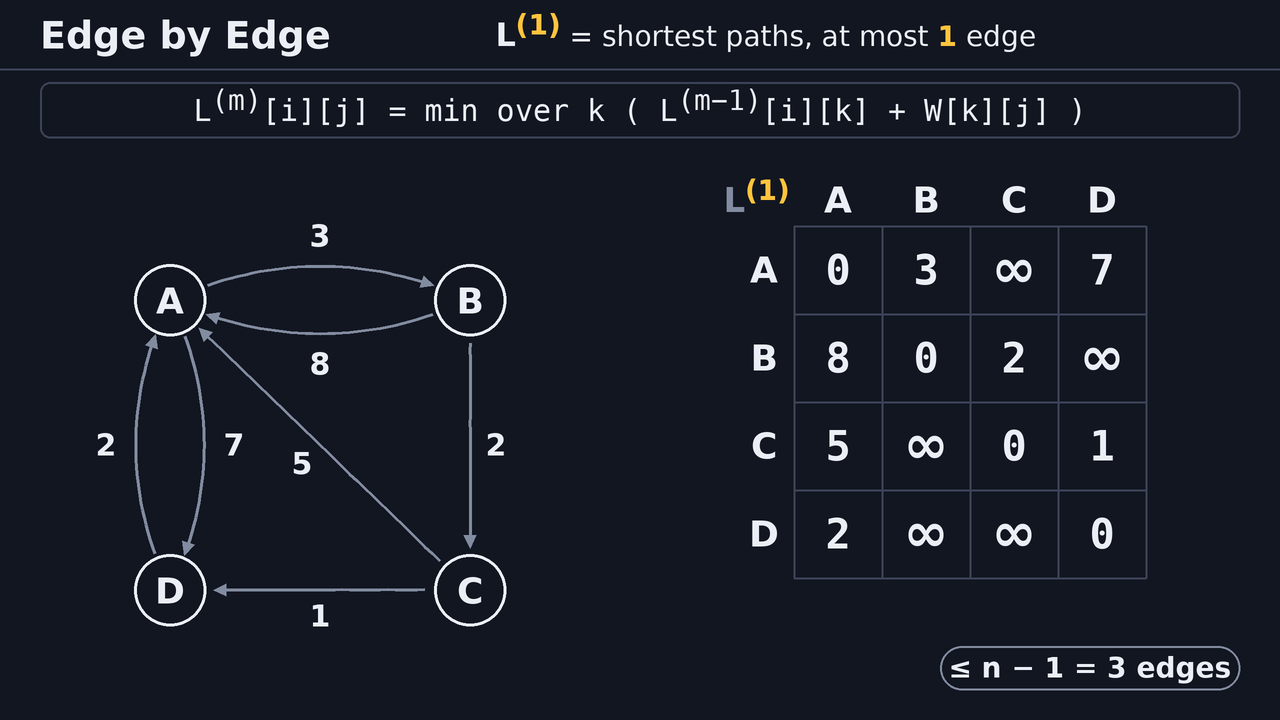 Edge by Edge
L(1) = shortest paths, at most 1 edge
L(m)[i][j] = min over k ( L(m−1)[i][k] + W[k][j] )
L(1) A B C D
A 0 3 ∞ 7
B 8 0 2 ∞
C 5 ∞ 0 1
D 2 ∞ ∞ 0
3
A B
8
2 7 5 2
D C
1
≤ n − 1 = 3 edges